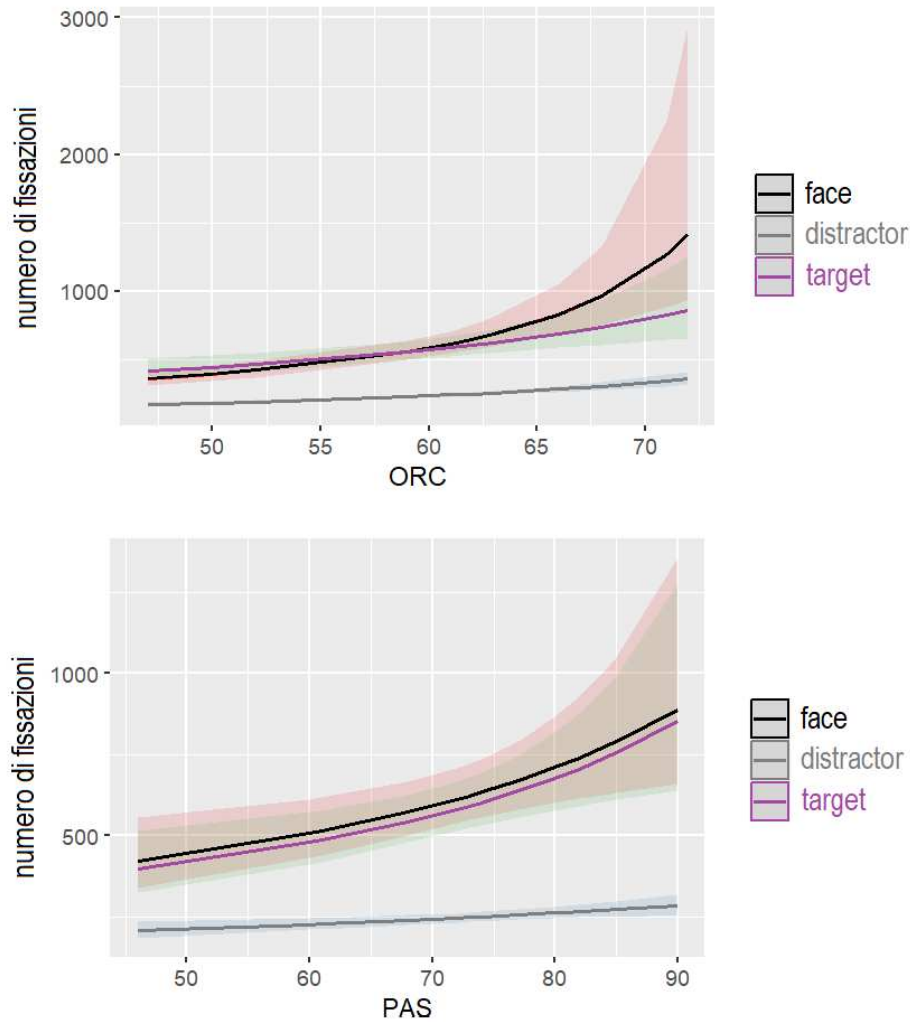 3000
2000
1000
numero di fissazioni
50 55 60 65 70
ORC
face
distractor
target
1000
500
numero di fissazioni
50 60 70 80 90
PAS
face
distractor
target